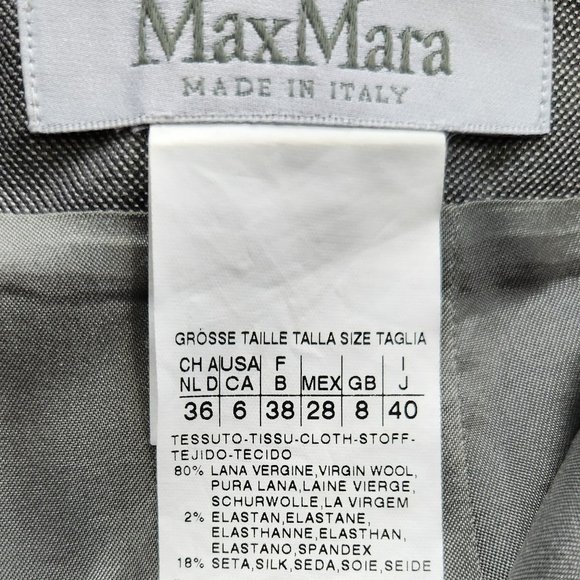 MaxMara
MADE IN ITALY
GRÖSSE TAILLE TALLA SIZE TAGLIA
CH A USA F I
NL D CA B MEX GB J
36 6 38 28 8 40
TESSUTO-TISSU-CLOTH-STOFF-
TEJIDO-TECIDO
80% LANA VERGINE,VIRGIN WOOL,
PURA LANA,LAINE VIERGE,
SCHURWOLLE,LA VIRGEM
2% ELASTAN,ELASTANE,
ELASTHANNE,ELASTHAN,
ELASTANO,SPANDEX
18% SETA,SILK,SEDA,SOIE,SEIDE